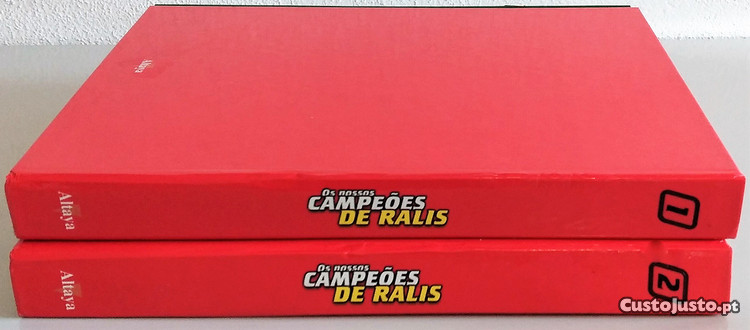 Altaya
Altaya
Os nossos
CAMPEÕES
DE RALIS
1
Altaya
Os nossos
CAMPEÕES
DE RALIS
2
CustoJusto.pt